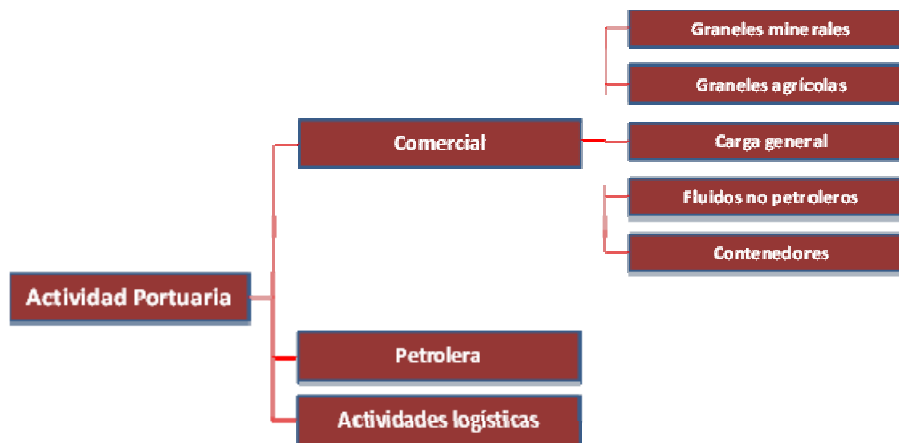 Graneles minerales
Graneles agrícolas
Comercial
Carga general
Fluidos no petroleros
Contenedores
Actividad Portuaria
Petrolera
Actividades logísticas